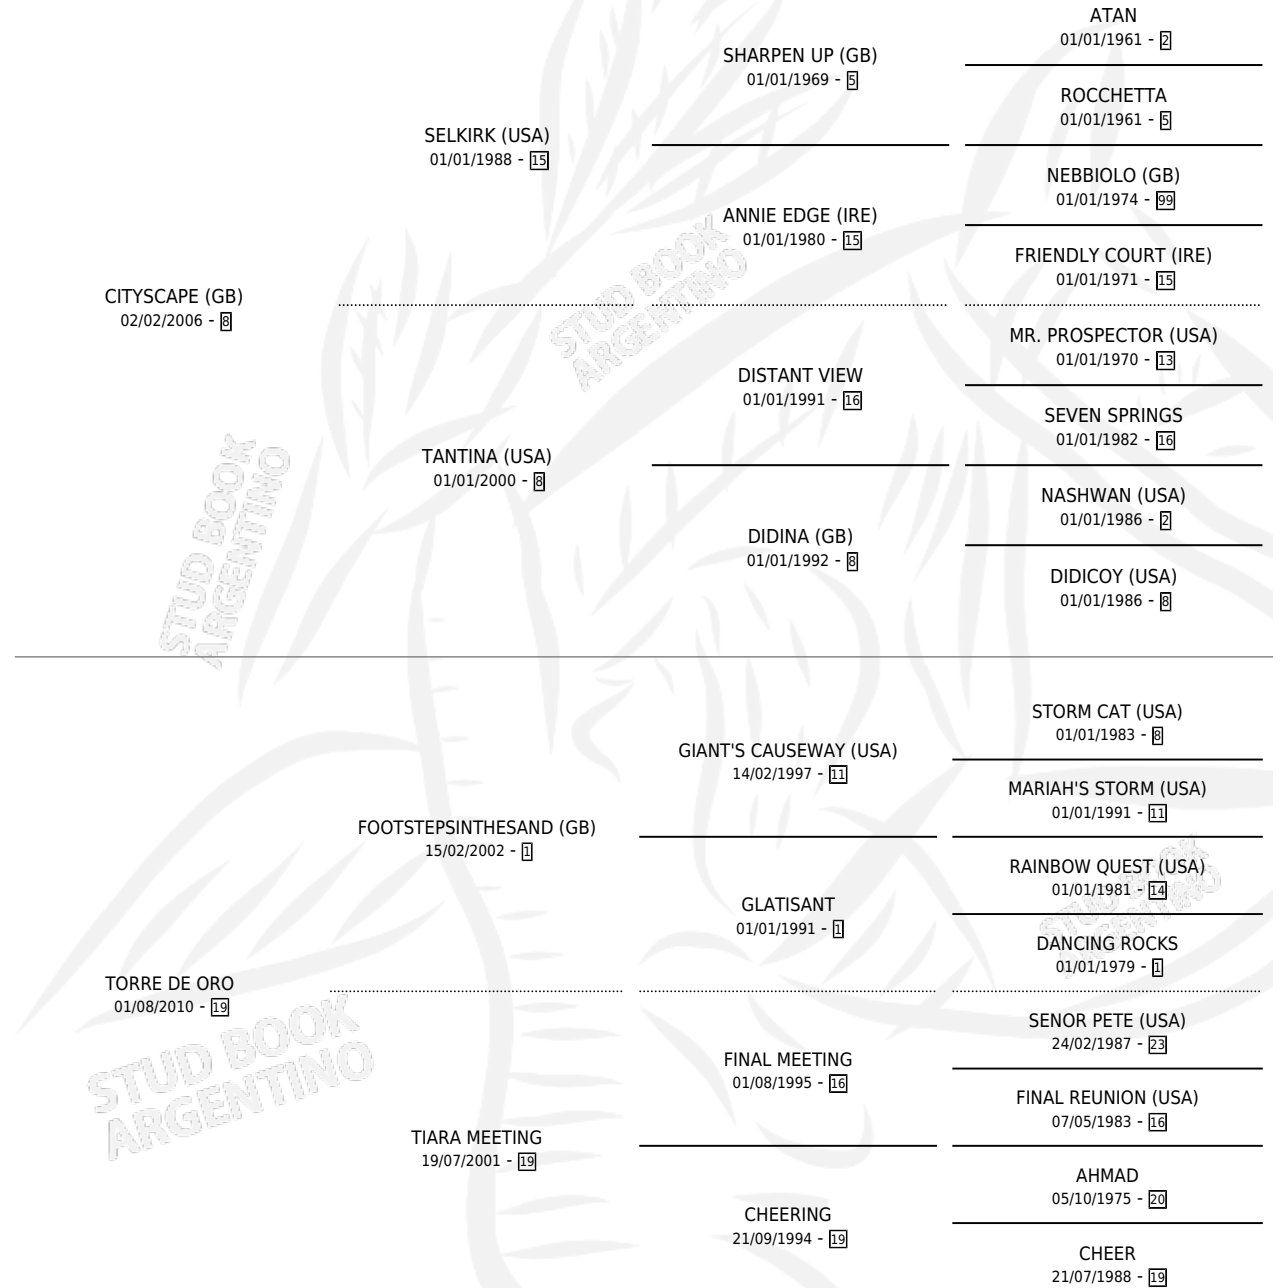 ATAN
01/01/1961 - 2
SHARPEN UP (GB)
01/01/1969 - 5
ROCCHETTA
01/01/1961 - 5
SELKIRK (USA)
01/01/1988 - 15
NEBBIOLO (GB)
01/01/1974 - 99
ANNIE EDGE (IRE)
01/01/1980 - 15
FRIENDLY COURT (IRE)
01/01/1971 - 15
CITYSCAPE (GB)
02/02/2006 - 8
MR. PROSPECTOR (USA)
01/01/1970 - 13
DISTANT VIEW
01/01/1991 - 16
SEVEN SPRINGS
01/01/1982 - 16
TANTINA (USA)
01/01/2000 - 8
NASHWAN (USA)
01/01/1986 - 2
DIDINA (GB)
01/01/1992 - 8
DIDICOY (USA)
01/01/1986 - 8
STORM CAT (USA)
01/01/1983 - 8
GIANT'S CAUSEWAY (USA)
14/02/1997 - 11
MARIAH'S STORM (USA)
01/01/1991 - 11
FOOTSTEPSINTHESAND (GB)
15/02/2002 - 1
RAINBOW QUEST (USA)
01/01/1981 - 14
GLATISANT
01/01/1991 - 1
DANCING ROCKS
01/01/1979 - 1
TORRE DE ORO
01/08/2010 - 19
SENOR PETE (USA)
24/02/1987 - 23
FINAL MEETING
01/08/1995 - 16
FINAL REUNION (USA)
07/05/1983 - 16
TIARA MEETING
19/07/2001 - 19
AHMAD
05/10/1975 - 20
CHEERING
21/09/1994 - 19
CHEER
21/07/1988 - 19
STUD BOOK
ARGENTINO
STUD BOOK
ARGENTINO
STUD BOOK
ARGENTINO
STUD BOOK
ARGENTINO